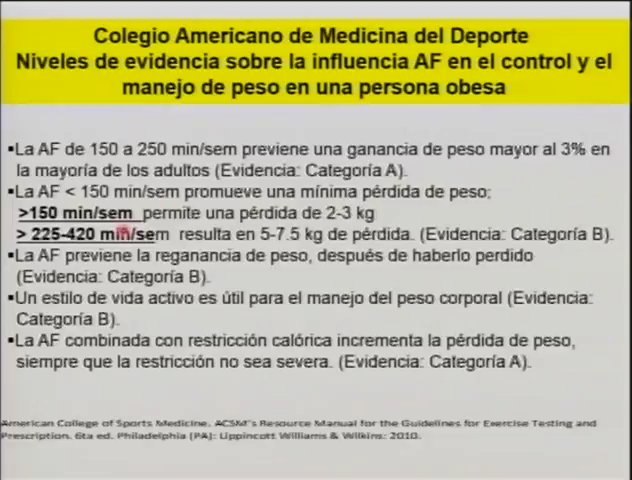 Colegio Americano de Medicina del Deporte
Niveles de evidencia sobre la influencia AF en el control y el
manejo de peso en una persona obesa
▪La AF de 150 a 250 min/sem previene una ganancia de peso mayor al 3% en
la mayoría de los adultos (Evidencia: Categoría A).
▪La AF < 150 min/sem promueve una mínima pérdida de peso;
>150 min/sem permite una pérdida de 2-3 kg
> 225-420 min/sem resulta en 5-7.5 kg de pérdida. (Evidencia: Categoría B).
▪La AF previene la reganancia de peso, después de haberlo perdido
(Evidencia: Categoría B).
▪Un estilo de vida activo es útil para el manejo del peso corporal (Evidencia:
Categoría B).
▪La AF combinada con restricción calórica incrementa la pérdida de peso,
siempre que la restricción no sea severa. (Evidencia: Categoría A).
American College of Sports Medicine. ACSM's Resource Manual for the Guidelines for Exercise Testing and
Prescription. 6ta ed. Philadelphia (PA): Lippincott Williams & Wilkins; 2010.